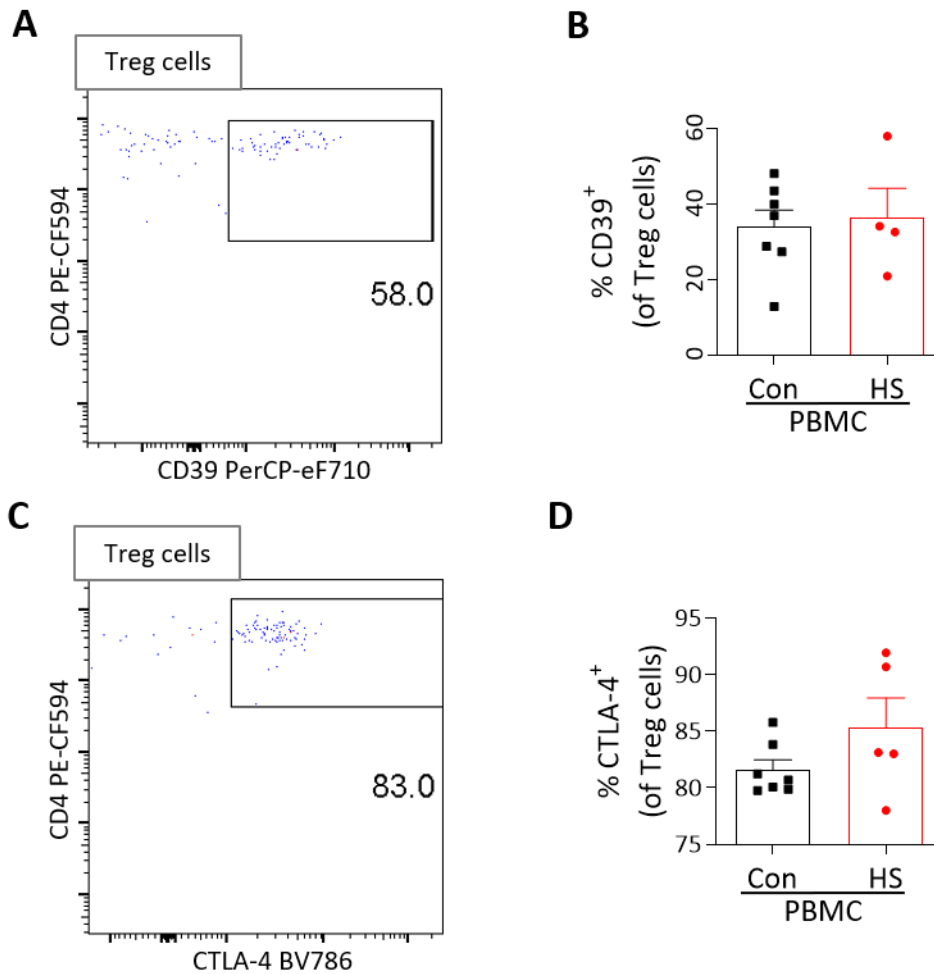 A
Treg cells
CD4 PE-CF594
58.0
CD39 PerCP-eF710
B
% CD39+
(of Treg cells)
60
40
20
0
Con HS
PBMC
C
Treg cells
CD4 PE-CF594
83.0
CTLA-4 BV786
D
% CTLA-4+
(of Treg cells)
95
90
85
80
75
Con HS
PBMC